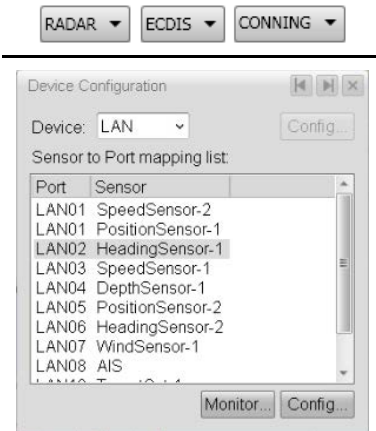 RADAR ECDIS CONNING
Device Configuration
Device: LAN Config...
Sensor to Port mapping list:
Port Sensor
LAN01 SpeedSensor-2
LAN01 PositionSensor-1
LAN02 HeadingSensor-1
LAN03 SpeedSensor-1
LAN04 DepthSensor-1
LAN05 PositionSensor-2
LAN06 HeadingSensor-2
LAN07 WindSensor-1
LAN08 AIS
Monitor... Config...